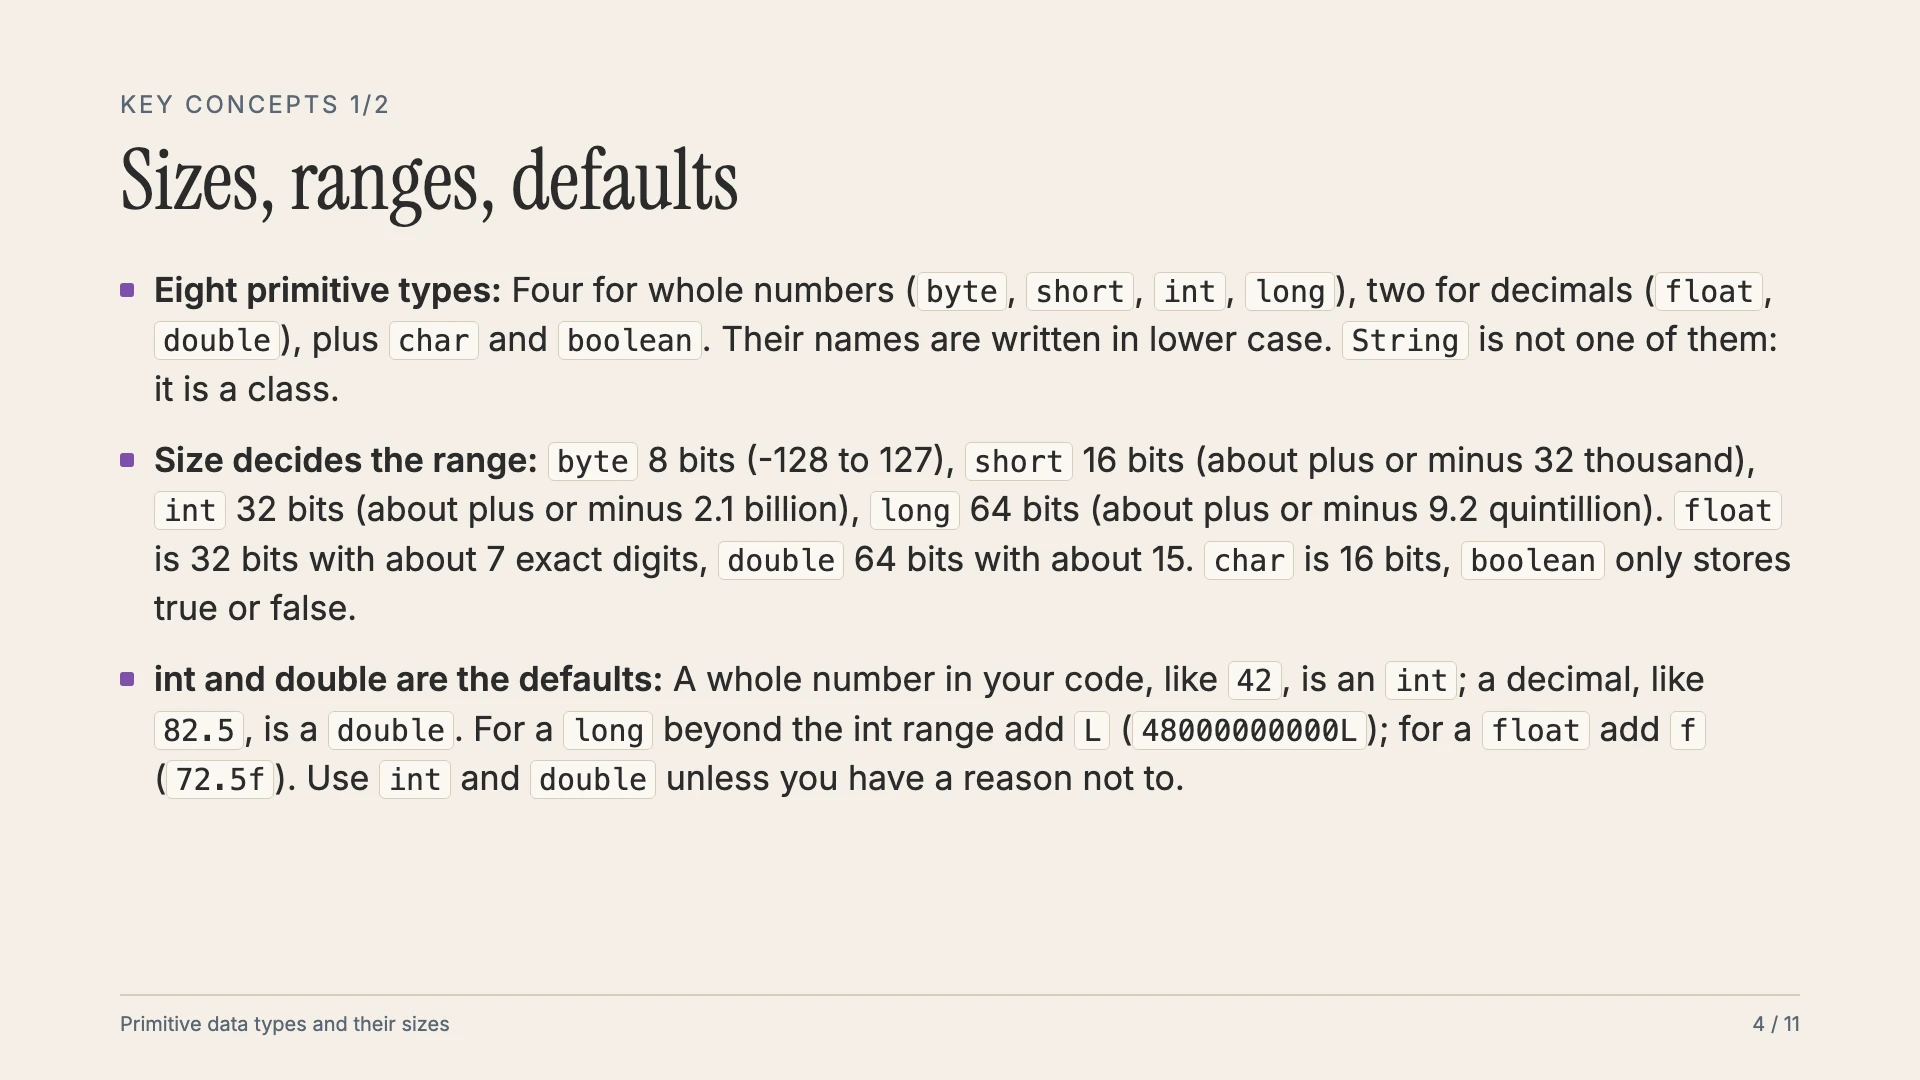 KEY CONCEPTS 1/2
Sizes, ranges, defaults
Eight primitive types: Four for whole numbers (byte, short, int, long), two for decimals (float,
double), plus char and boolean. Their names are written in lower case. String is not one of them:
it is a class.
Size decides the range: byte 8 bits (-128 to 127), short 16 bits (about plus or minus 32 thousand),
int 32 bits (about plus or minus 2.1 billion), long 64 bits (about plus or minus 9.2 quintillion). float
is 32 bits with about 7 exact digits, double 64 bits with about 15. char is 16 bits, boolean only stores
true or false.
int and double are the defaults: A whole number in your code, like 42, is an int; a decimal, like
82.5, is a double. For a long beyond the int range add L (48000000000L); for a float add f
(72.5f). Use int and double unless you have a reason not to.
Primitive data types and their sizes
4 / 11